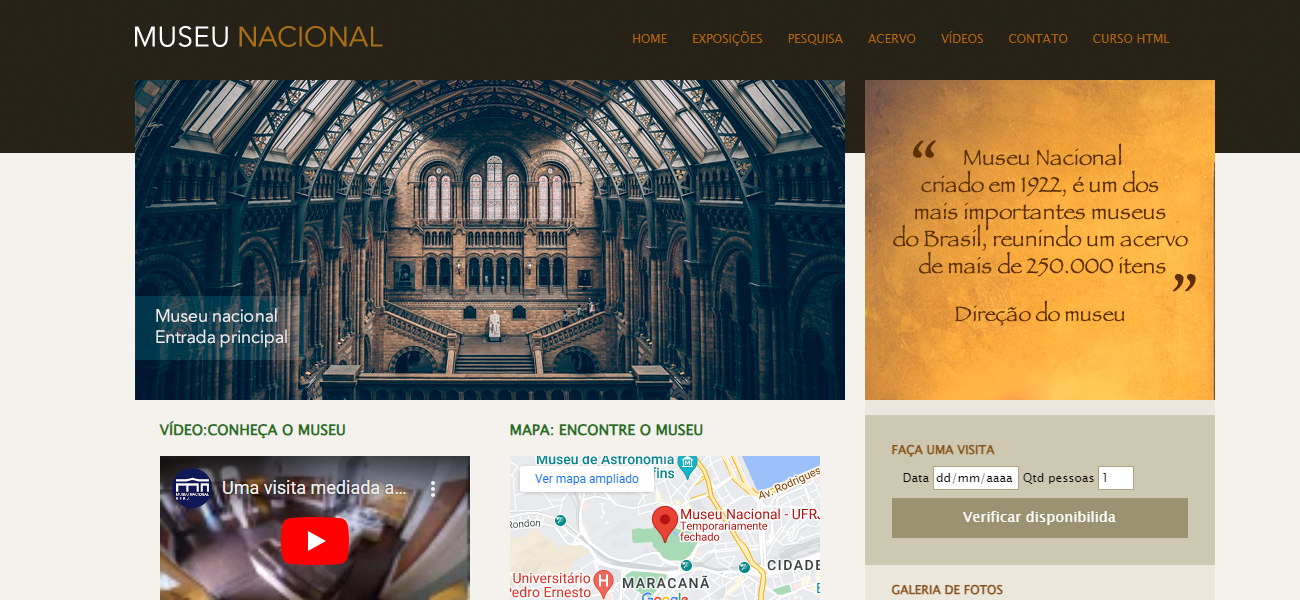 MUSEU NACIONAL
HOME EXPOSIÇÕES PESQUISA ACERVO VÍDEOS CONTATO CURSO HTML
Museu nacional
Entrada principal
“ Museu Nacional
criado em 1922, é um dos
mais importantes museus
do Brasil, reunindo um acervo
de mais de 250.000 itens ”
Direção do museu
VÍDEO:CONHEÇA O MUSEU
MUSEU NACIONAL
UFRJ
Uma visita mediada a...
MAPA: ENCONTRE O MUSEU
Museu de Astronomia
fins
Ver mapa ampliado
Av. Rodrigues
Rondon
Museu Nacional - UFRJ
Temporariamente
fechado
CIDADE
Universitário
Pedro Ernesto
MARACANÃ
Google
FAÇA UMA VISITA
Data dd/mm/aaaa Qtd pessoas 1
Verificar disponibilida
GALERIA DE FOTOS